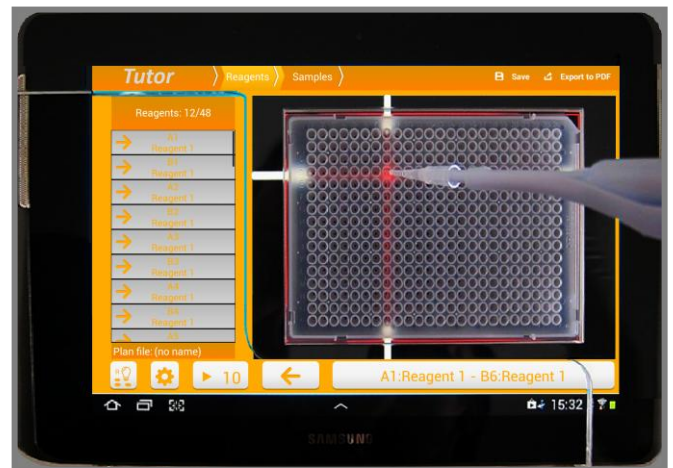 Tutor
Reagents
Samples
Save
Export to PDF
Reagents: 12/48
A1
Reagent 1
B1
Reagent 1
A2
Reagent 1
B2
Reagent 1
A3
Reagent 1
B3
Reagent 1
A4
Reagent 1
B4
Reagent 1
A5
Plan file: (no name)
10
A1:Reagent 1 - B6:Reagent 1
15:32
SAMSUNG